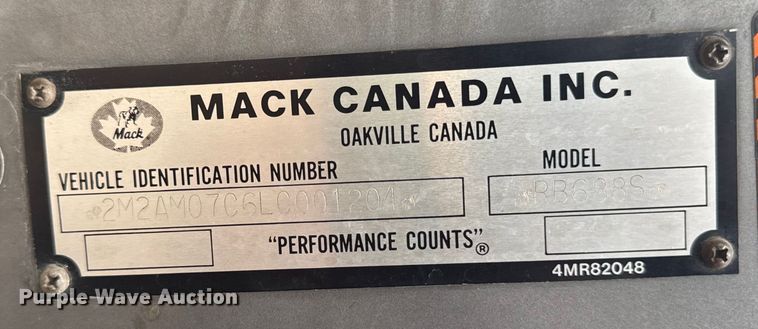 MACK CANADA INC.
Mack
OAKVILLE CANADA
VEHICLE IDENTIFICATION NUMBER
MODEL
2M2AM07C6LC001204
RB688S
"PERFORMANCE COUNTS"®
4MR82048
Purple Wave Auction